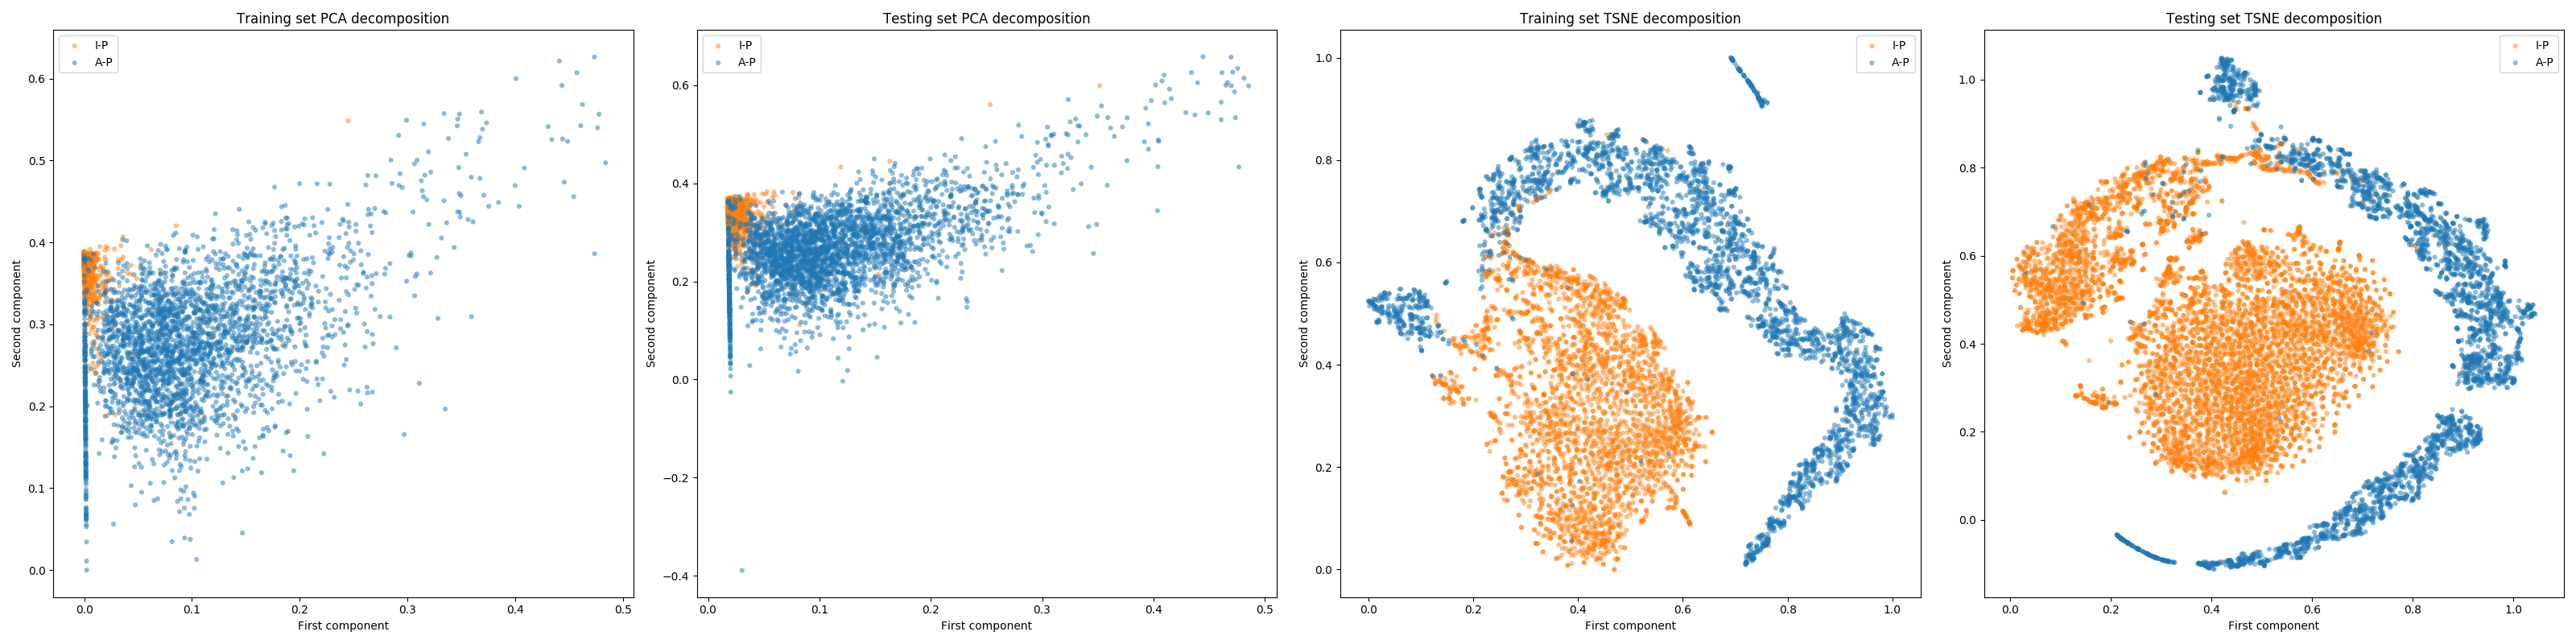 Training set PCA decomposition
I-P
A-P
Second component
0.6
0.5
0.4
0.3
0.2
0.1
0.0
0.0 0.1 0.2 0.3 0.4 0.5
First component
Testing set PCA decomposition
I-P
A-P
Second component
0.6
0.4
0.2
0.0
−0.2
−0.4
0.0 0.1 0.2 0.3 0.4 0.5
First component
Training set TSNE decomposition
I-P
A-P
Second component
1.0
0.8
0.6
0.4
0.2
0.0
0.0 0.2 0.4 0.6 0.8 1.0
First component
Testing set TSNE decomposition
I-P
A-P
Second component
1.0
0.8
0.6
0.4
0.2
0.0
0.0 0.2 0.4 0.6 0.8 1.0
First component